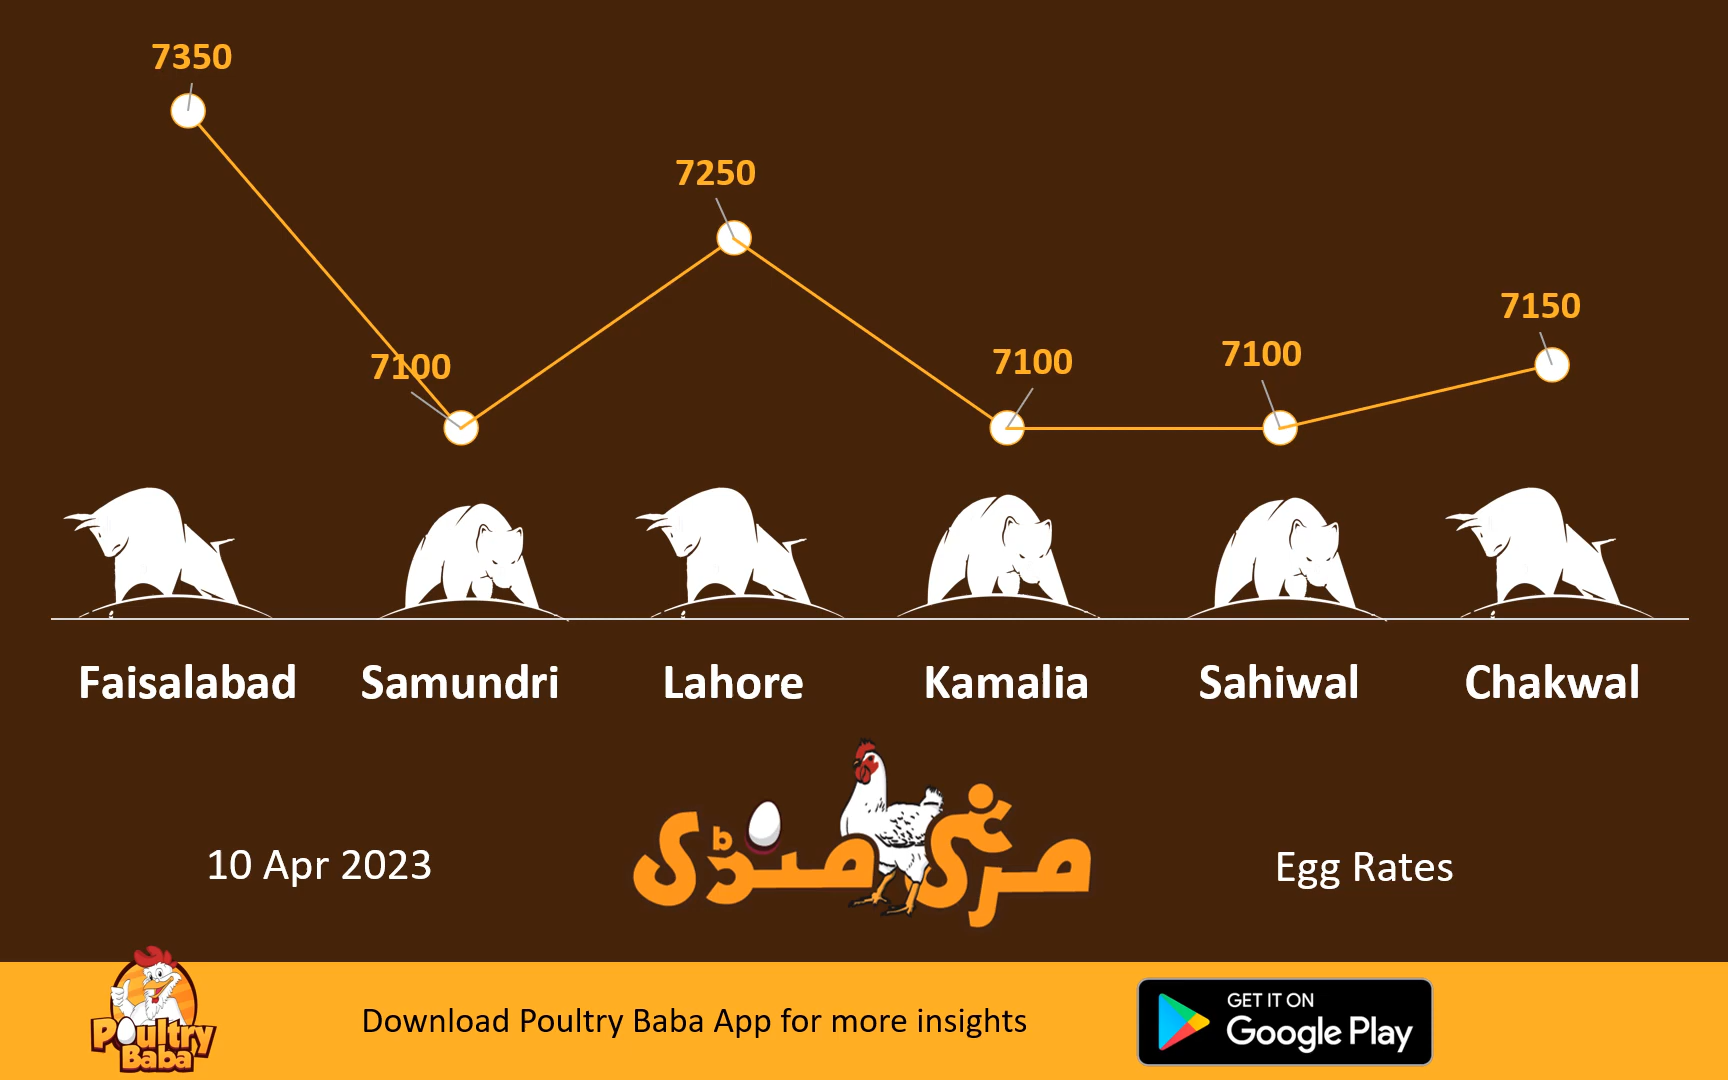 7350
7250
7150
7100
7100
7100
Faisalabad
Samundri
Lahore
Kamalia
Sahiwal
Chakwal
مرغی منڈی
10 Apr 2023
Egg Rates
Poultry
Baba
Download Poultry Baba App for more insights
GET IT ON
Google Play